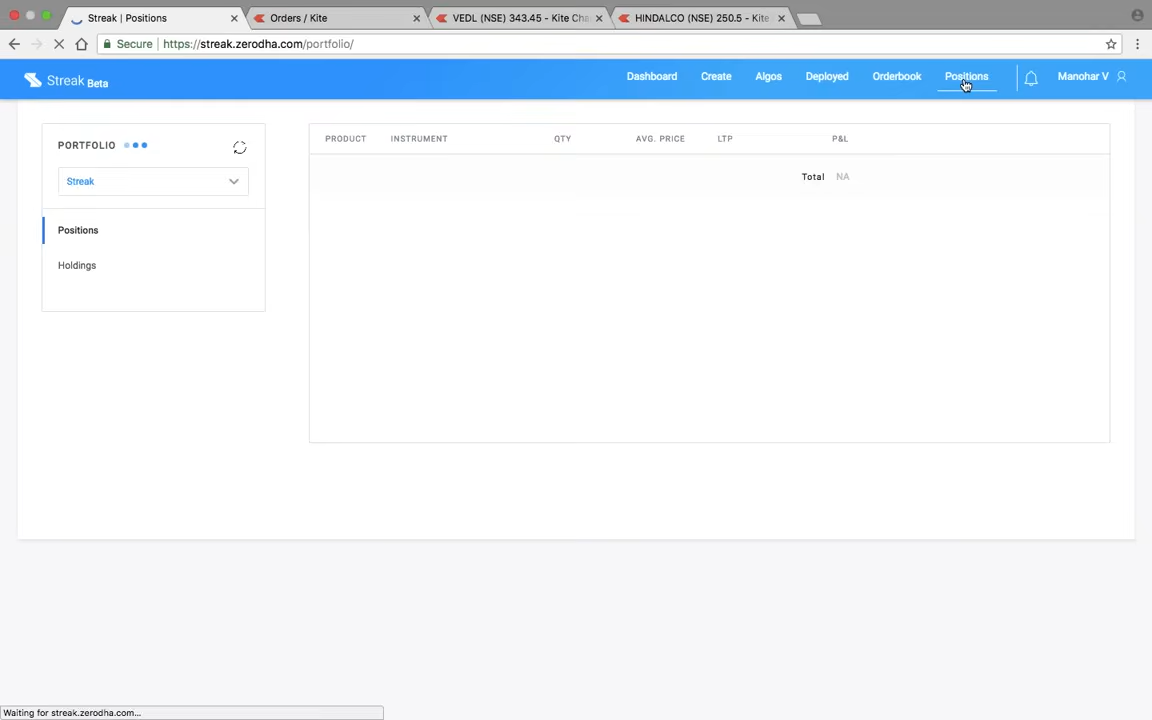 Streak | Positions
Orders / Kite
VEDL (NSE) 343.45 - Kite Cha
HINDALCO (NSE) 250.5 - Kite
Secure
https://streak.zerodha.com/portfolio/
Streak Beta
Dashboard
Create
Algos
Deployed
Orderbook
Positions
Manohar V
PORTFOLIO
Streak
Positions
Holdings
PRODUCT INSTRUMENT QTY AVG. PRICE LTP P&L
Total NA
Waiting for streak.zerodha.com...